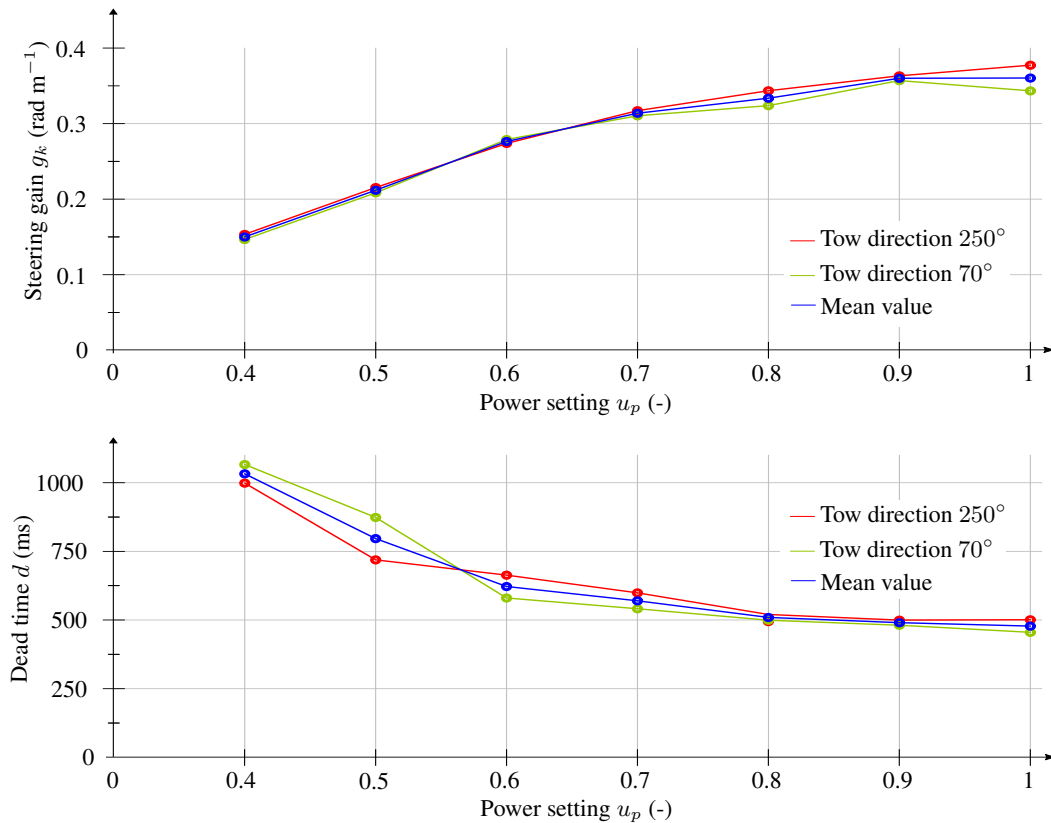 0.4
0.3
0.2
0.1
0
Steering gain g_k (rad m⁻¹)
Tow direction 250°
Tow direction 70°
Mean value
0 0.4 0.5 0.6 0.7 0.8 0.9 1
Power setting u_p (-)
1000
750
500
250
0
Dead time d (ms)
Tow direction 250°
Tow direction 70°
Mean value
0 0.4 0.5 0.6 0.7 0.8 0.9 1
Power setting u_p (-)